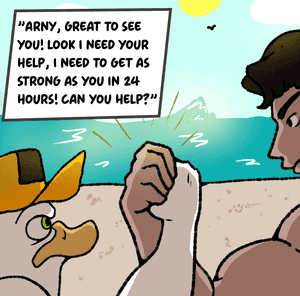 "ARNY, GREAT TO SEE
YOU! LOOK I NEED YOUR
HELP, I NEED TO GET AS
STRONG AS YOU IN 24
HOURS! CAN YOU HELP?"